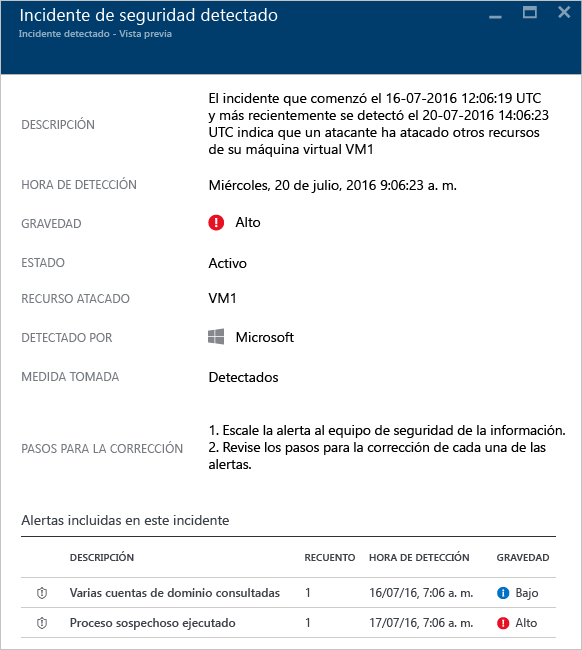 Incidente de seguridad detectado
Incidente detectado - Vista previa
DESCRIPCIÓN
El incidente que comenzó el 16-07-2016 12:06:19 UTC
y más recientemente se detectó el 20-07-2016 14:06:23
UTC indica que un atacante ha atacado otros recursos
de su máquina virtual VM1
HORA DE DETECCIÓN
Miércoles, 20 de julio, 2016 9:06:23 a. m.
GRAVEDAD
Alto
ESTADO
Activo
RECURSO ATACADO
VM1
DETECTADO POR
Microsoft
MEDIDA TOMADA
Detectados
PASOS PARA LA CORRECCIÓN
1. Escale la alerta al equipo de seguridad de la información.
2. Revise los pasos para la corrección de cada una de las
alertas.
Alertas incluidas en este incidente
DESCRIPCIÓN RECUENTO HORA DE DETECCIÓN GRAVEDAD
Varias cuentas de dominio consultadas 1 16/07/16, 7:06 a. m. Bajo
Proceso sospechoso ejecutado 1 17/07/16, 7:06 a. m. Alto